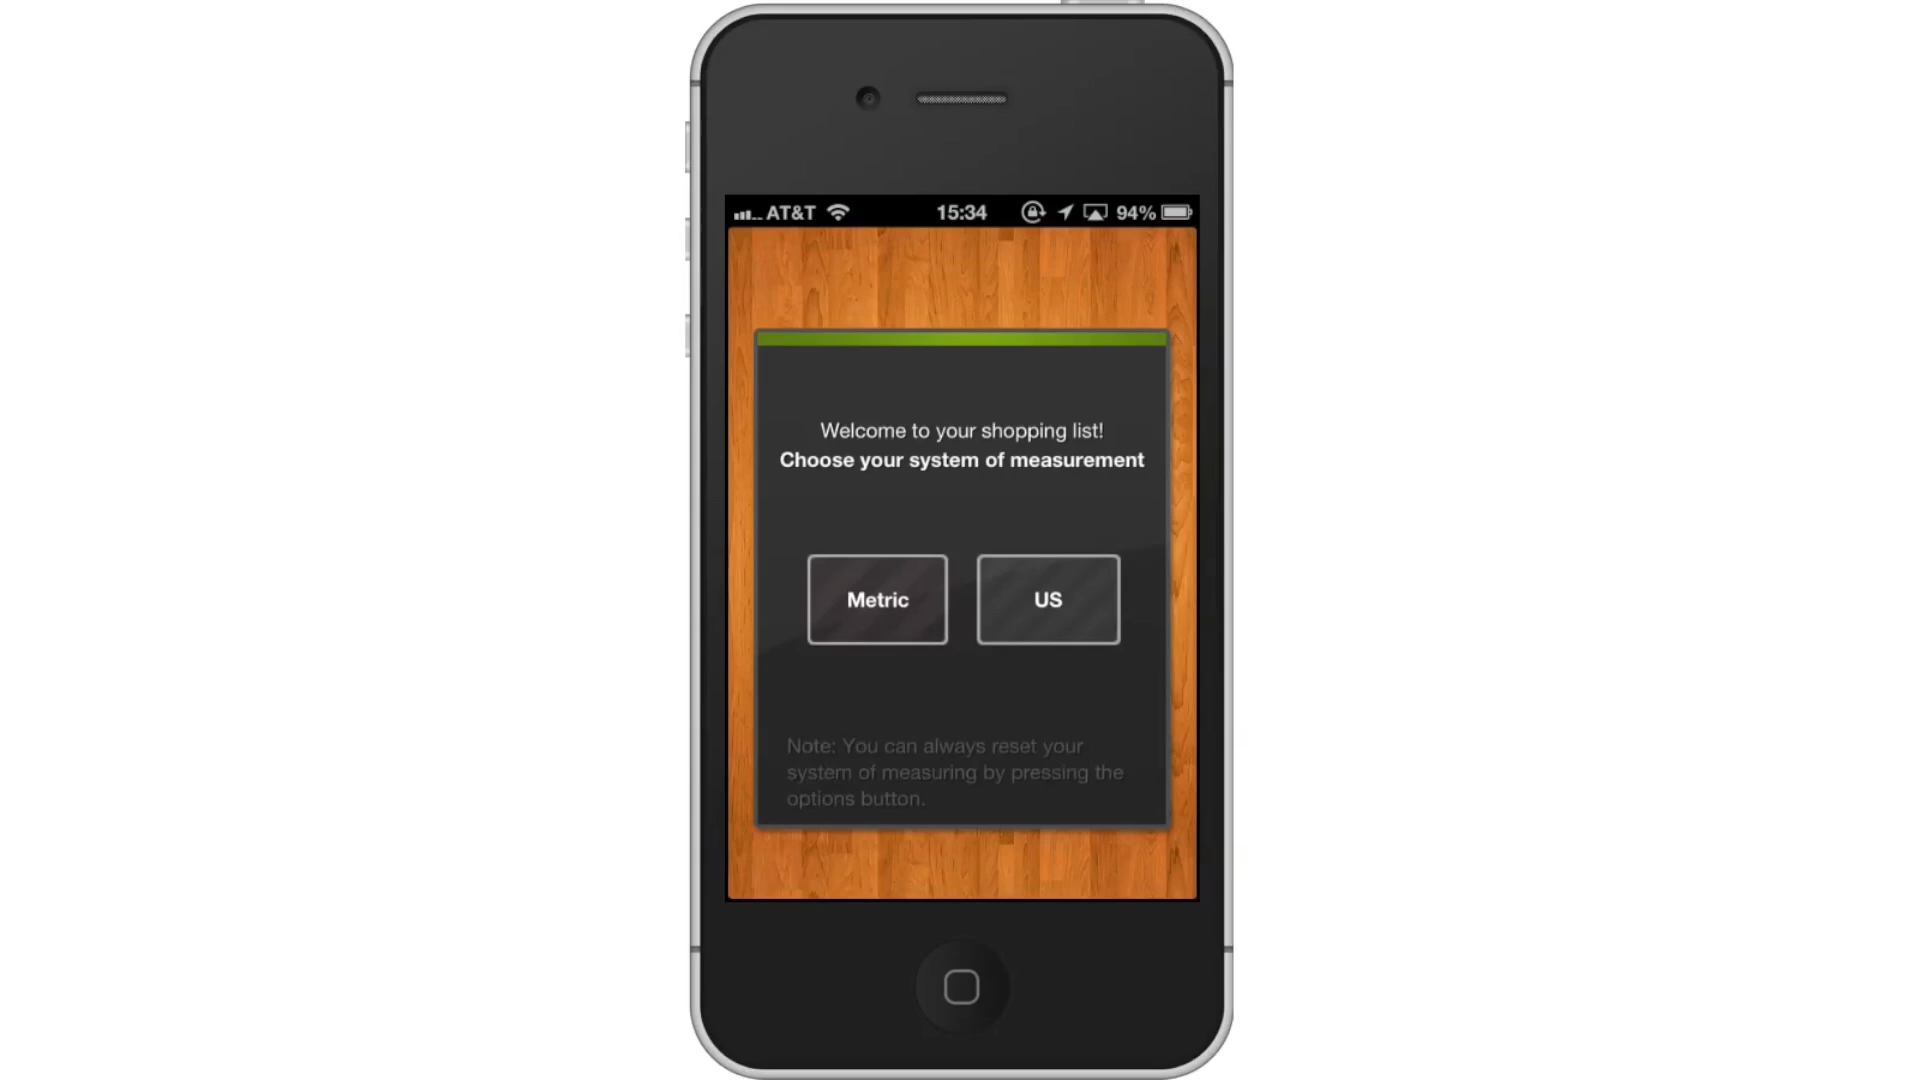 AT&T 15:34 94%
Welcome to your shopping list!
Choose your system of measurement
Metric US
Note: You can always reset your
system of measuring by pressing the
options button.